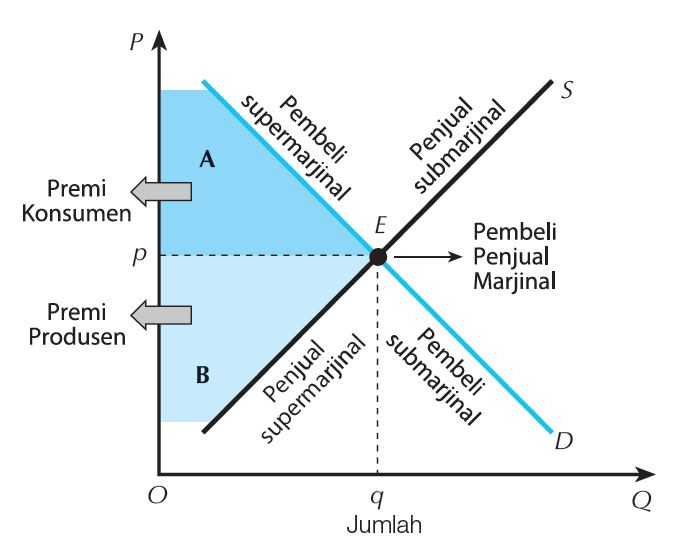 P
S
Pembeli
supermarjinal
Penjual
submarjinal
A
Premi
Konsumen
E
Pembeli
Penjual
Marjinal
p
Premi
Produsen
B
Penjual
supermarjinal
Pembeli
submarjinal
D
O
q
Q
Jumlah